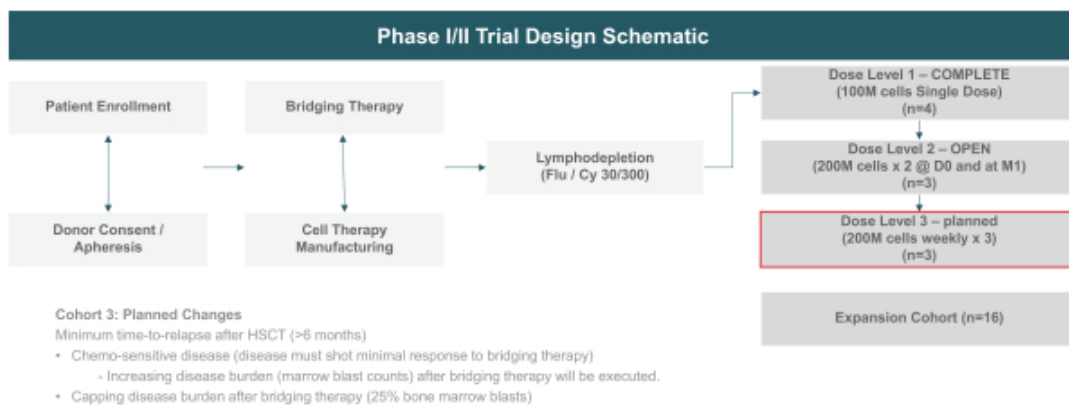 Phase I/II Trial Design Schematic
Patient Enrollment
Donor Consent /
Apheresis
Bridging Therapy
Cell Therapy
Manufacturing
Lymphodepletion
(Flu / Cy 30/300)
Dose Level 1 – COMPLETE
(100M cells Single Dose)
(n=4)
Dose Level 2 – OPEN
(200M cells x 2 @ D0 and at M1)
(n=3)
Dose Level 3 – planned
(200M cells weekly x 3)
(n=3)
Expansion Cohort (n=16)
Cohort 3: Planned Changes
Minimum time-to-relapse after HSCT (>6 months)
• Chemo-sensitive disease (disease must shot minimal response to bridging therapy)
- Increasing disease burden (marrow blast counts) after bridging therapy will be executed.
• Capping disease burden after bridging therapy (25% bone marrow blasts)